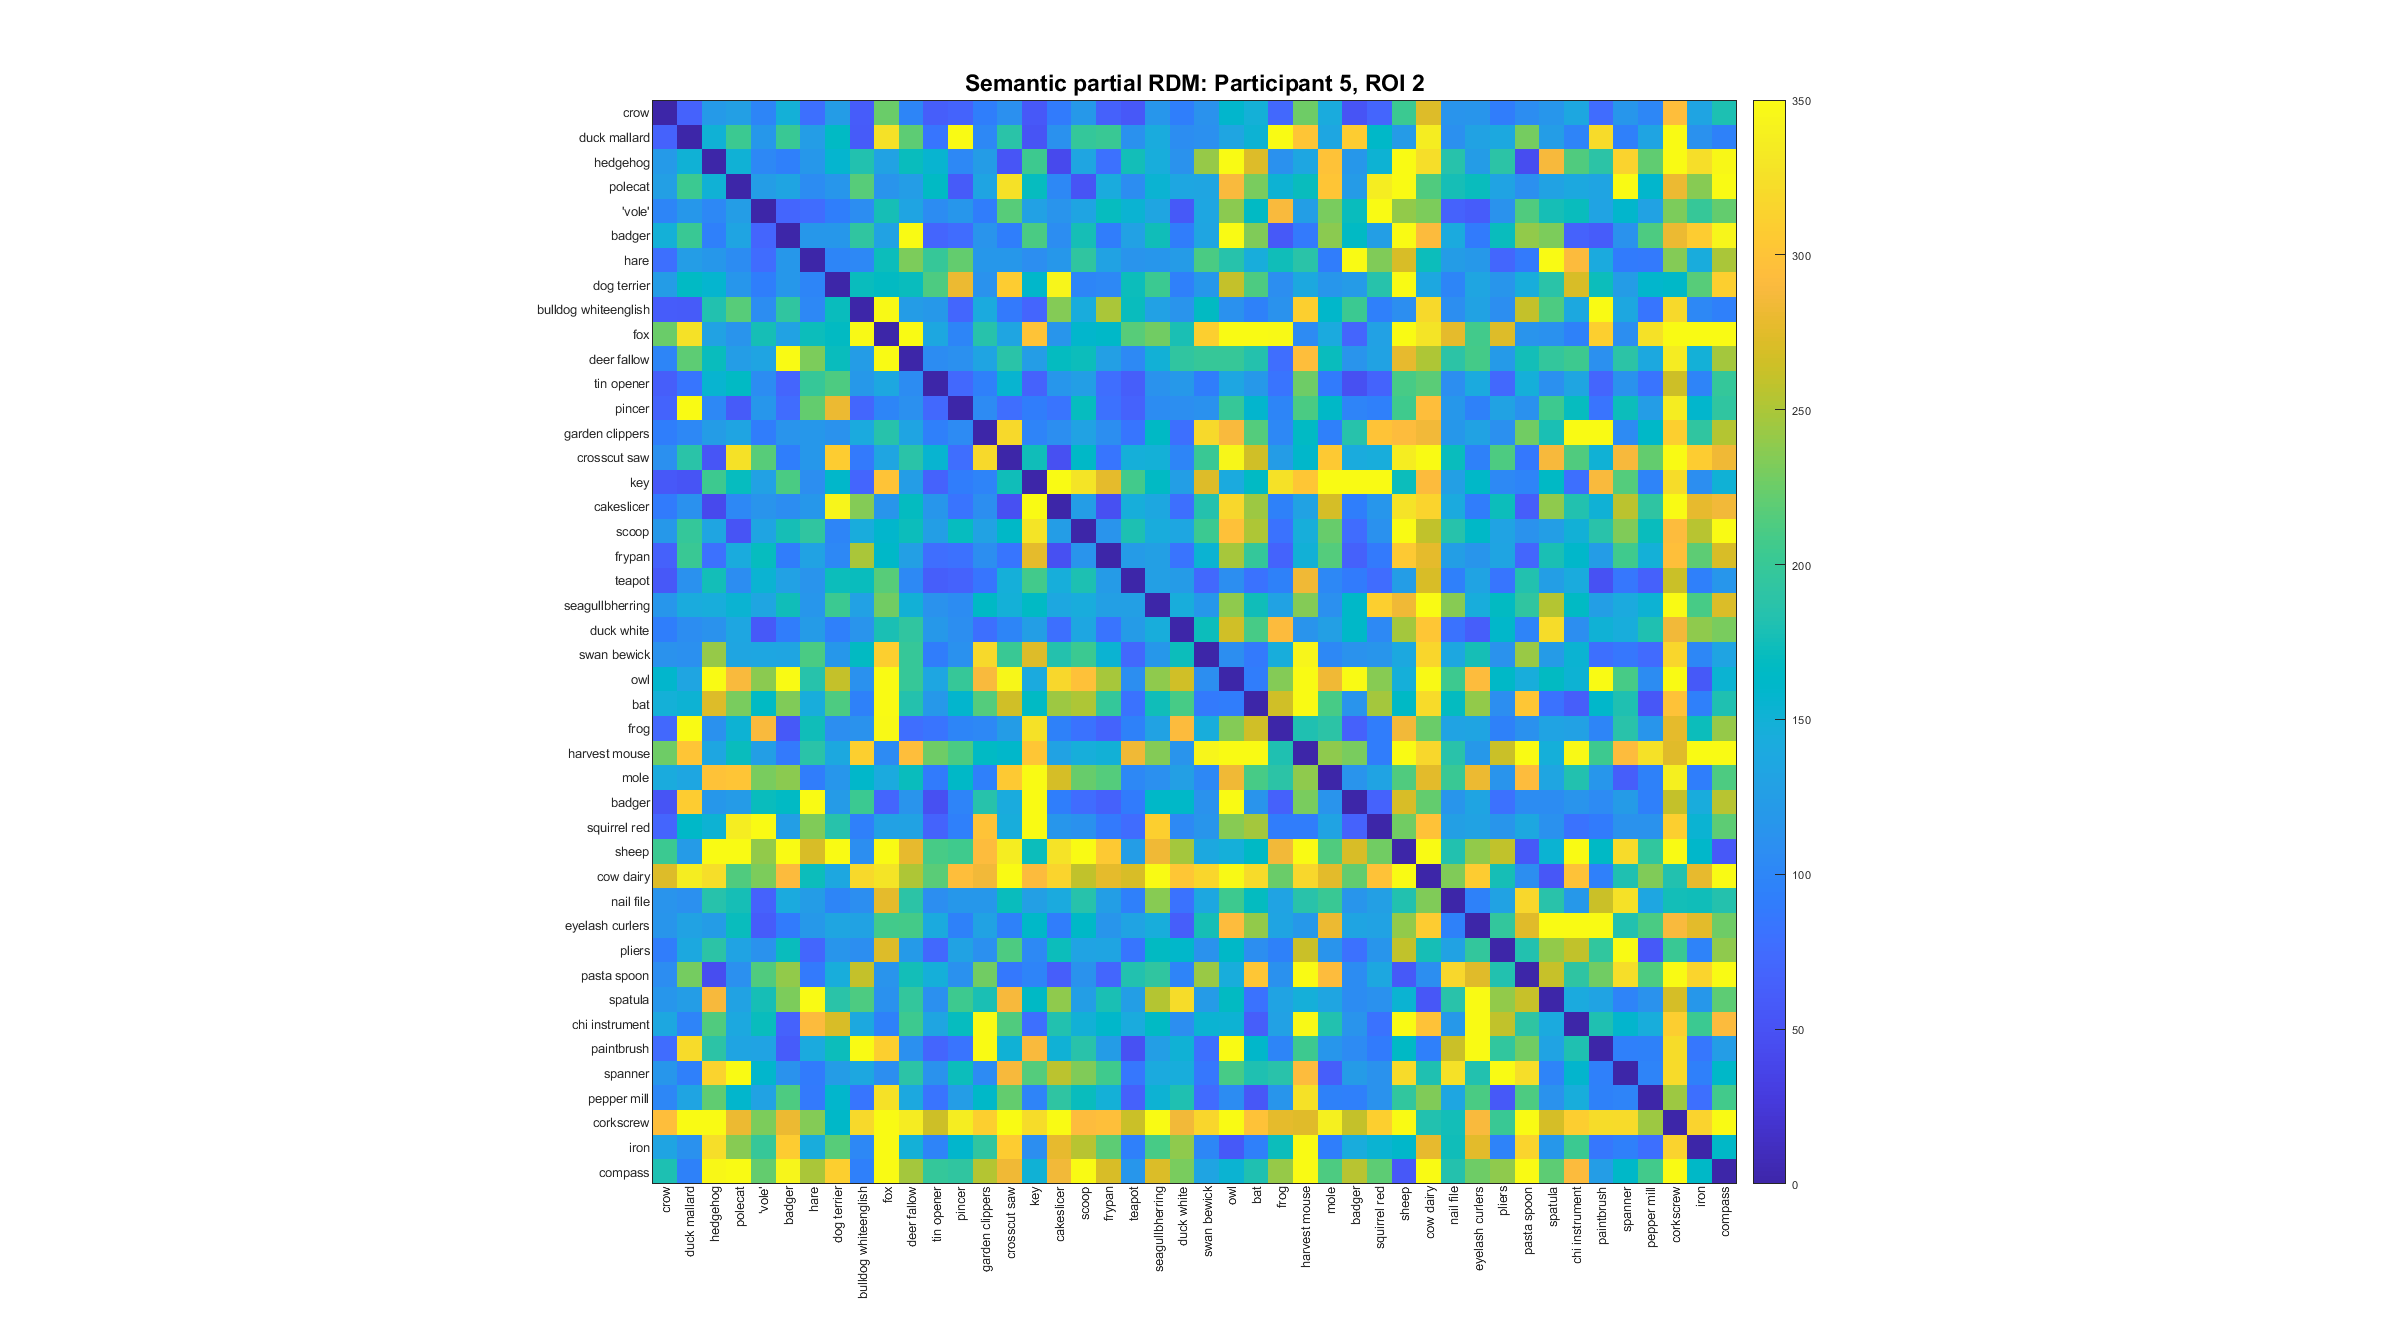 Semantic partial RDM: Participant 5, ROI 2
crow
duck mallard
hedgehog
polecat
'vole'
badger
hare
dog terrier
bulldog whiteenglish
fox
deer fallow
tin opener
pincer
garden clippers
crosscut saw
key
cakeslicer
scoop
frypan
teapot
seagullbherring
duck white
swan bewick
owl
bat
frog
harvest mouse
mole
badger
squirrel red
sheep
cow dairy
nail file
eyelash curlers
pliers
pasta spoon
spatula
chi instrument
paintbrush
spanner
pepper mill
corkscrew
iron
compass
crow
duck mallard
hedgehog
polecat
'vole'
badger
hare
dog terrier
bulldog whiteenglish
fox
deer fallow
tin opener
pincer
garden clippers
crosscut saw
key
cakeslicer
scoop
frypan
teapot
seagullbherring
duck white
swan bewick
owl
bat
frog
harvest mouse
mole
badger
squirrel red
sheep
cow dairy
nail file
eyelash curlers
pliers
pasta spoon
spatula
chi instrument
paintbrush
spanner
pepper mill
corkscrew
iron
compass
350
300
250
200
150
100
50
0